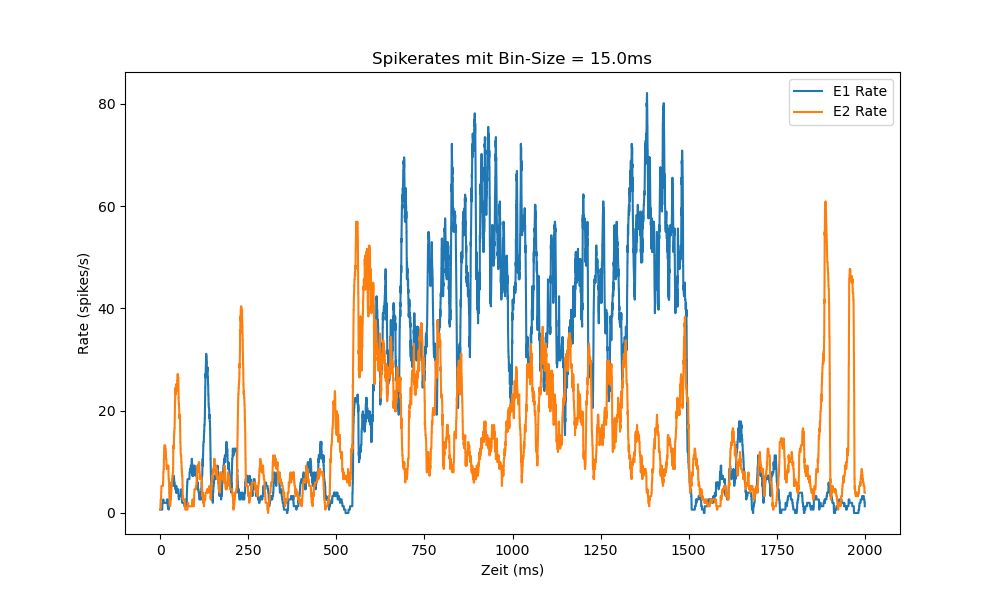 Spikerates mit Bin-Size = 15.0ms
E1 Rate
E2 Rate
Rate (spikes/s)
80
60
40
20
0
0 250 500 750 1000 1250 1500 1750 2000
Zeit (ms)